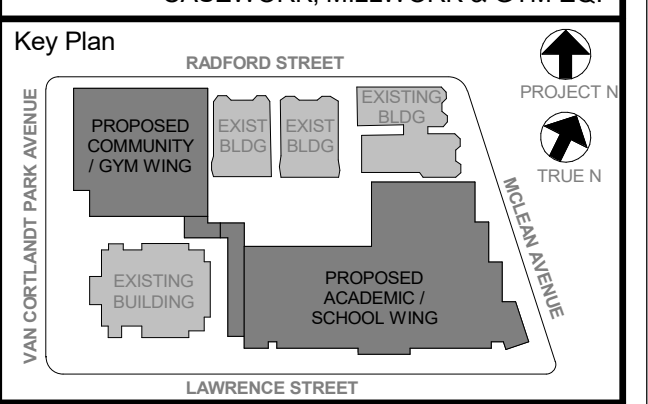 CASEWORK, MILLWORK & GYM EQP
Key Plan
RADFORD STREET
PROJECT N
TRUE N
VAN CORTLANDT PARK AVENUE
PROPOSED
COMMUNITY
/ GYM WING
EXIST
BLDG
EXIST
BLDG
EXISTING
BLDG
MCLEAN AVENUE
EXISTING
BUILDING
PROPOSED
ACADEMIC /
SCHOOL WING
LAWRENCE STREET